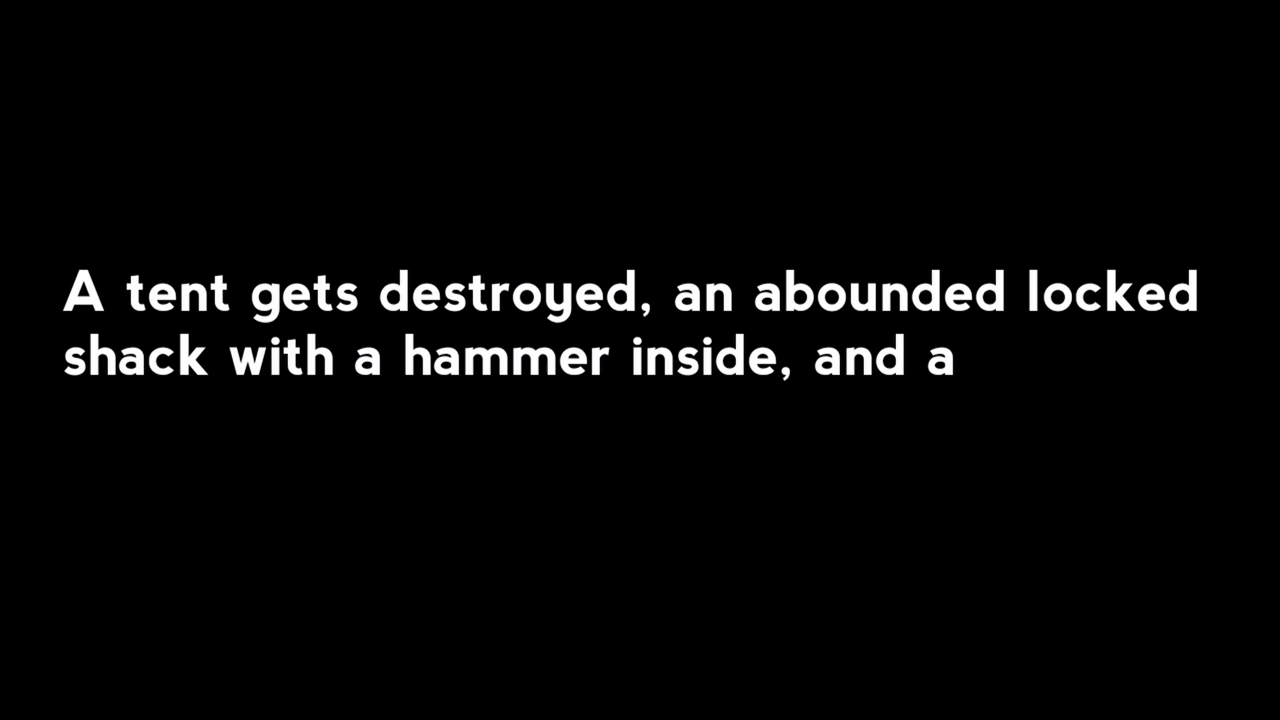 A tent gets destroyed, an abounded locked
shack with a hammer inside, and a